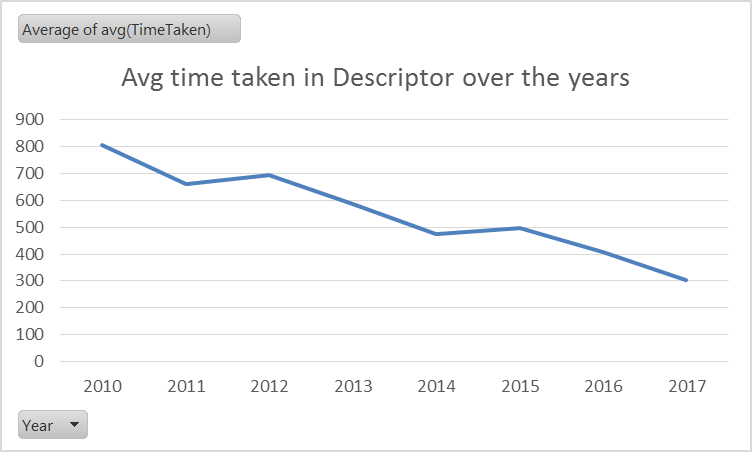 Average of avg(TimeTaken)
Avg time taken in Descriptor over the years
900
800
700
600
500
400
300
200
100
0
2010 2011 2012 2013 2014 2015 2016 2017
Year